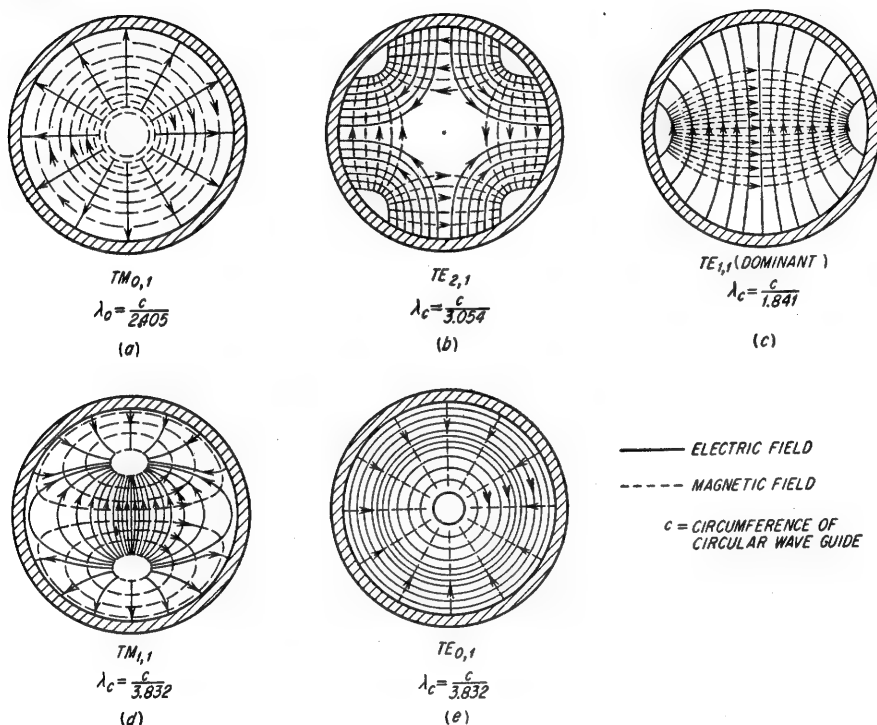 TM0,1
λo = c/2.405
(a)
TE2,1
λc = c/3.054
(b)
TE1,1 (DOMINANT)
λc = c/1.841
(c)
TM1,1
λc = c/3.832
(d)
TE0,1
λc = c/3.832
(e)
ELECTRIC FIELD
MAGNETIC FIELD
c = CIRCUMFERENCE OF
CIRCULAR WAVE GUIDE